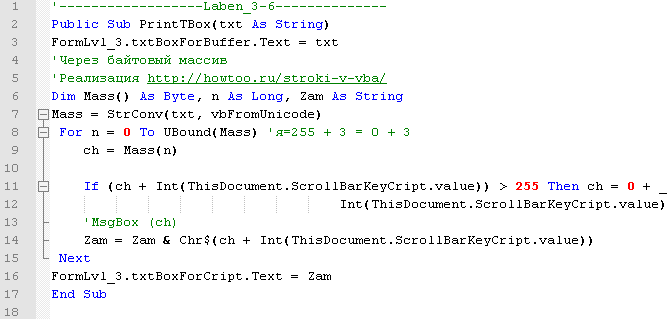 1 '-----------------Laben_3-6--------------
2 Public Sub PrintTBox(txt As String)
3 FormLvl_3.txtBoxForBuffer.Text = txt
4 'Через байтовый массив
5 'Реализация http://howtoo.ru/stroki-v-vba/
6 Dim Mass() As Byte, n As Long, Zam As String
7 Mass = StrConv(txt, vbFromUnicode)
8 For n = 0 To UBound(Mass) 'я=255 + 3 = 0 + 3
9 ch = Mass(n)
10
11 If (ch + Int(ThisDocument.ScrollBarKeyCript.value)) > 255 Then ch = 0 + _
12 Int(ThisDocument.ScrollBarKeyCript.value)
13 'MsgBox (ch)
14 Zam = Zam & Chr$(ch + Int(ThisDocument.ScrollBarKeyCript.value))
15 Next
16 FormLvl_3.txtBoxForCript.Text = Zam
17 End Sub
18